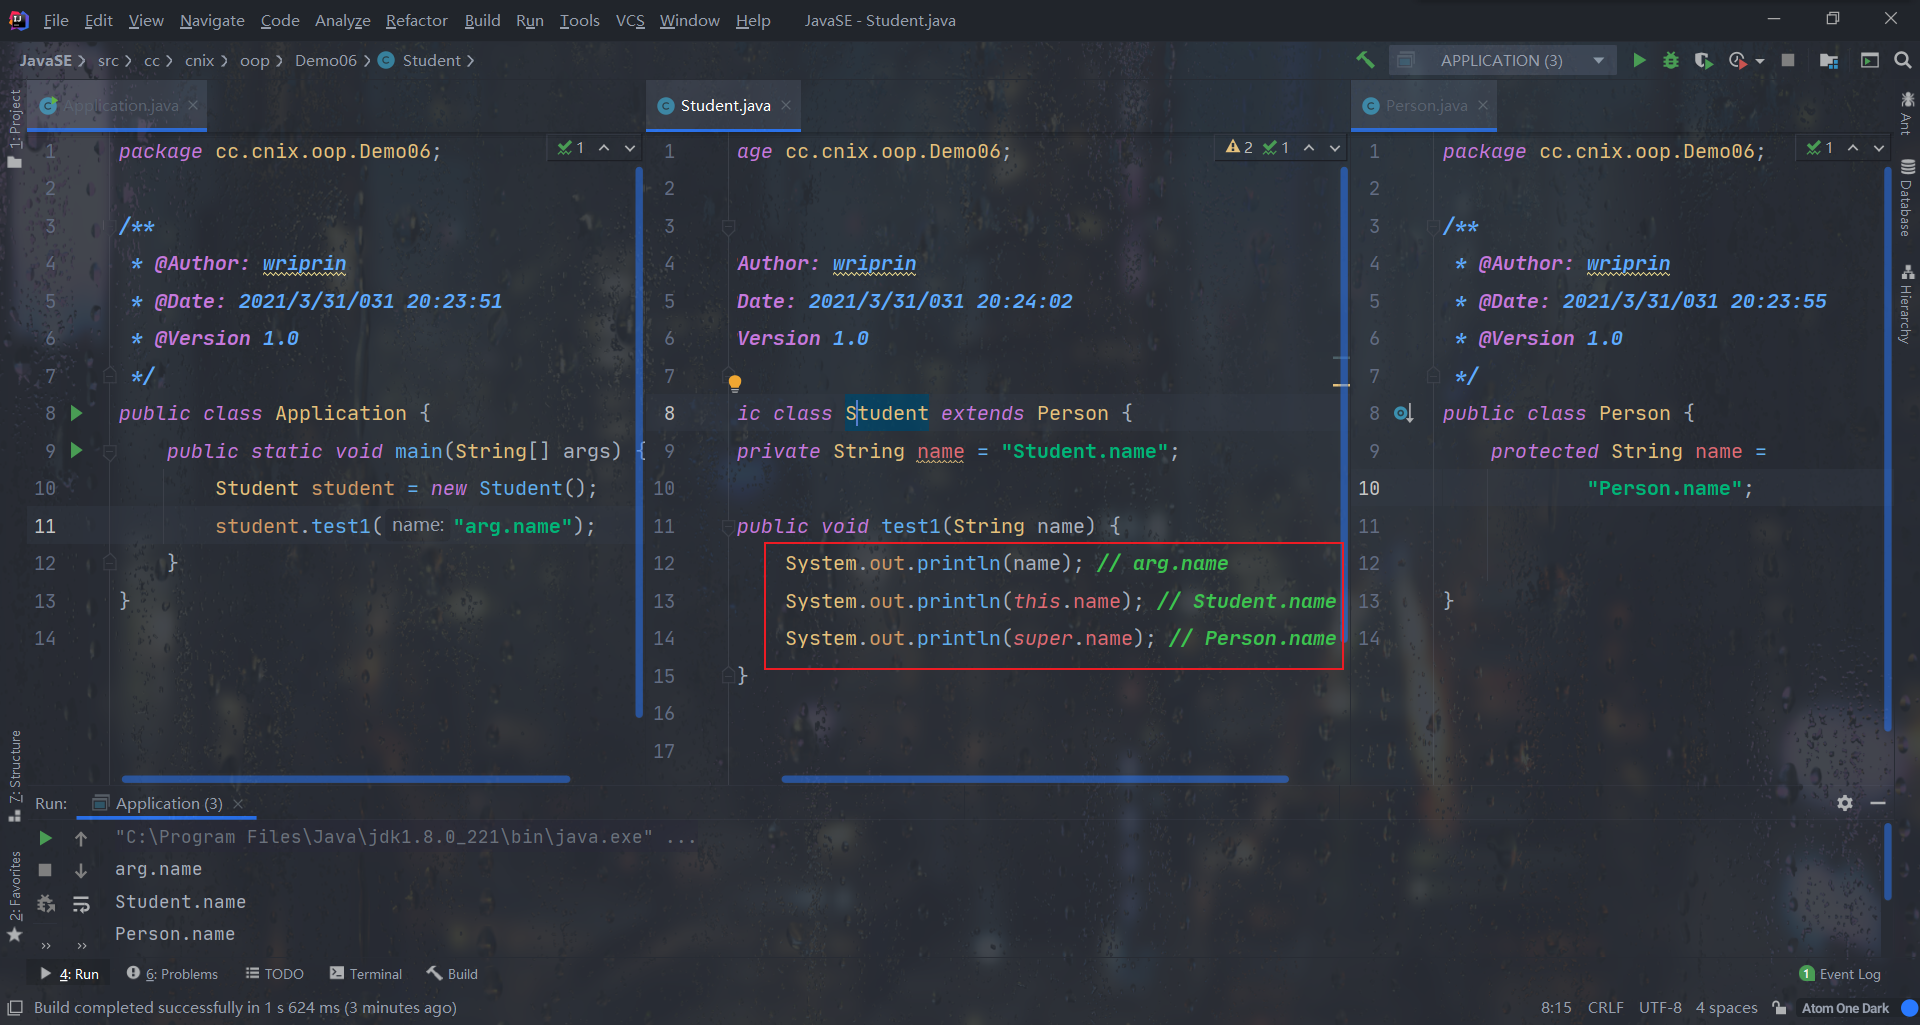 File Edit View Navigate Code Analyze Refactor Build Run Tools VCS Window Help JavaSE - Student.java
JavaSE src cc cnix oop Demo06 Student
APPLICATION (3)
Application.java
Student.java
Person.java
1: Project
7: Structure
2: Favorites
Ant
Database
Hierarchy
1 package cc.cnix.oop.Demo06;
2
3 /**
4 * @Author: wriprin
5 * @Date: 2021/3/31/031 20:23:51
6 * @Version 1.0
7 */
8 public class Application {
9 public static void main(String[] args) {
10 Student student = new Student();
11 student.test1( name: "arg.name");
12 }
13 }
14
1
2 1
1 age cc.cnix.oop.Demo06;
2
3
4 Author: wriprin
5 Date: 2021/3/31/031 20:24:02
6 Version 1.0
7
8 ic class Student extends Person {
9 private String name = "Student.name";
10
11 public void test1(String name) {
12 System.out.println(name); // arg.name
13 System.out.println(this.name); // Student.name
14 System.out.println(super.name); // Person.name
15 }
16
17
1
1 package cc.cnix.oop.Demo06;
2
3 /**
4 * @Author: wriprin
5 * @Date: 2021/3/31/031 20:23:55
6 * @Version 1.0
7 */
8 public class Person {
9 protected String name =
10 "Person.name";
11
12
13 }
14
Run: Application (3)
"C:\Program Files\Java\jdk1.8.0_221\bin\java.exe" ...
arg.name
Student.name
Person.name
4: Run 6: Problems TODO Terminal Build
1 Event Log
Build completed successfully in 1 s 624 ms (3 minutes ago)
8:15 CRLF UTF-8 4 spaces Atom One Dark